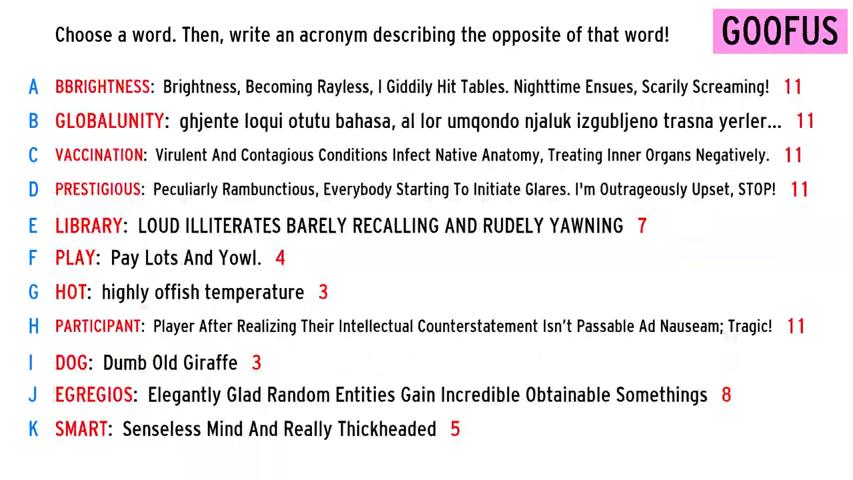 Choose a word. Then, write an acronym describing the opposite of that word!
GOOFUS
A BBRIGHTNESS: Brightness, Becoming Rayless, I Giddily Hit Tables. Nighttime Ensues, Scarily Screaming! 11
B GLOBALUNITY: ghjente loqui otutu bahasa, al lor umqondo njaluk izgubljeno trasna yerler... 11
C VACCINATION: Virulent And Contagious Conditions Infect Native Anatomy, Treating Inner Organs Negatively. 11
D PRESTIGIOUS: Peculiarly Rambunctious, Everybody Starting To Initiate Glares. I'm Outrageously Upset, STOP! 11
E LIBRARY: LOUD ILLITERATES BARELY RECALLING AND RUDELY YAWNING 7
F PLAY: Pay Lots And Yowl. 4
G HOT: highly offish temperature 3
H PARTICIPANT: Player After Realizing Their Intellectual Counterstatement Isn't Passable Ad Nauseam; Tragic! 11
I DOG: Dumb Old Giraffe 3
J EGREGIOS: Elegantly Glad Random Entities Gain Incredible Obtainable Somethings 8
K SMART: Senseless Mind And Really Thickheaded 5